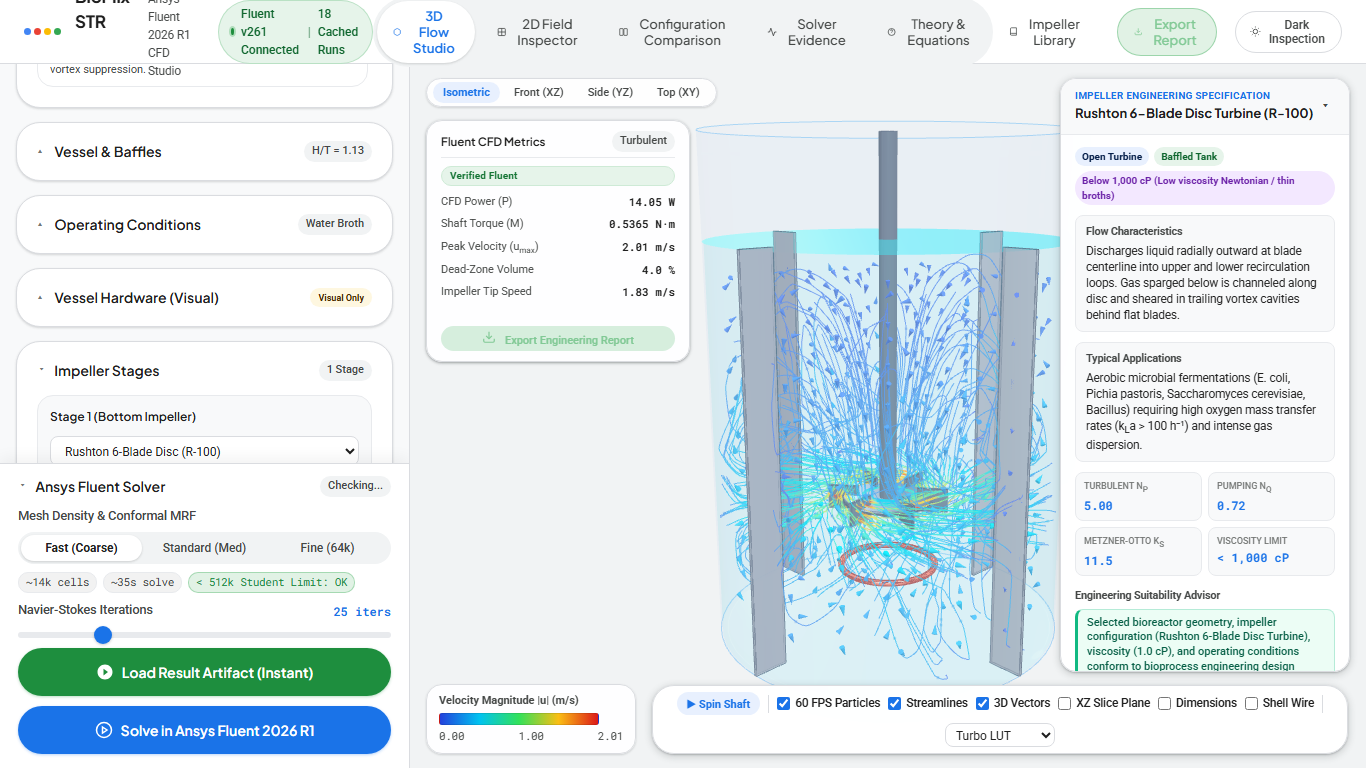 STR
Ansys
Fluent
2026 R1
CFD
Studio
Fluent
v261
Connected
|
18
Cached
Runs
3D
Flow
Studio
2D Field
Inspector
Configuration
Comparison
Solver
Evidence
Theory &
Equations
Impeller
Library
Export
Report
Dark
Inspection
vortex suppression.
Vessel & Baffles
H/T = 1.13
Operating Conditions
Water Broth
Vessel Hardware (Visual)
Visual Only
Impeller Stages
1 Stage
Stage 1 (Bottom Impeller)
Rushton 6-Blade Disc (R-100)
Ansys Fluent Solver
Checking...
Mesh Density & Conformal MRF
Fast (Coarse)
Standard (Med)
Fine (64k)
~14k cells
~35s solve
< 512k Student Limit: OK
Navier-Stokes Iterations
25 iters
Load Result Artifact (Instant)
Solve in Ansys Fluent 2026 R1
Isometric
Front (XZ)
Side (YZ)
Top (XY)
Fluent CFD Metrics
Turbulent
Verified Fluent
CFD Power (P) 14.05 W
Shaft Torque (M) 0.5365 N·m
Peak Velocity (umax) 2.01 m/s
Dead-Zone Volume 4.0 %
Impeller Tip Speed 1.83 m/s
Export Engineering Report
Velocity Magnitude |u| (m/s)
0.00 1.00 2.01
Spin Shaft
60 FPS Particles
Streamlines
3D Vectors
XZ Slice Plane
Dimensions
Shell Wire
Turbo LUT
IMPELLER ENGINEERING SPECIFICATION
Rushton 6-Blade Disc Turbine (R-100)
Open Turbine
Baffled Tank
Below 1,000 cP (Low viscosity Newtonian / thin
broths)
Flow Characteristics
Discharges liquid radially outward at blade
centerline into upper and lower recirculation
loops. Gas sparged below is channeled along
disc and sheared in trailing vortex cavities
behind flat blades.
Typical Applications
Aerobic microbial fermentations (E. coli,
Pichia pastoris, Saccharomyces cerevisiae,
Bacillus) requiring high oxygen mass transfer
rates (kLa > 100 h⁻¹) and intense gas
dispersion.
TURBULENT NP
5.00
PUMPING NQ
0.72
METZNER-OTTO KS
11.5
VISCOSITY LIMIT
< 1,000 cP
Engineering Suitability Advisor
Selected bioreactor geometry, impeller
configuration (Rushton 6-Blade Disc Turbine),
viscosity (1.0 cP), and operating conditions
conform to bioprocess engineering design